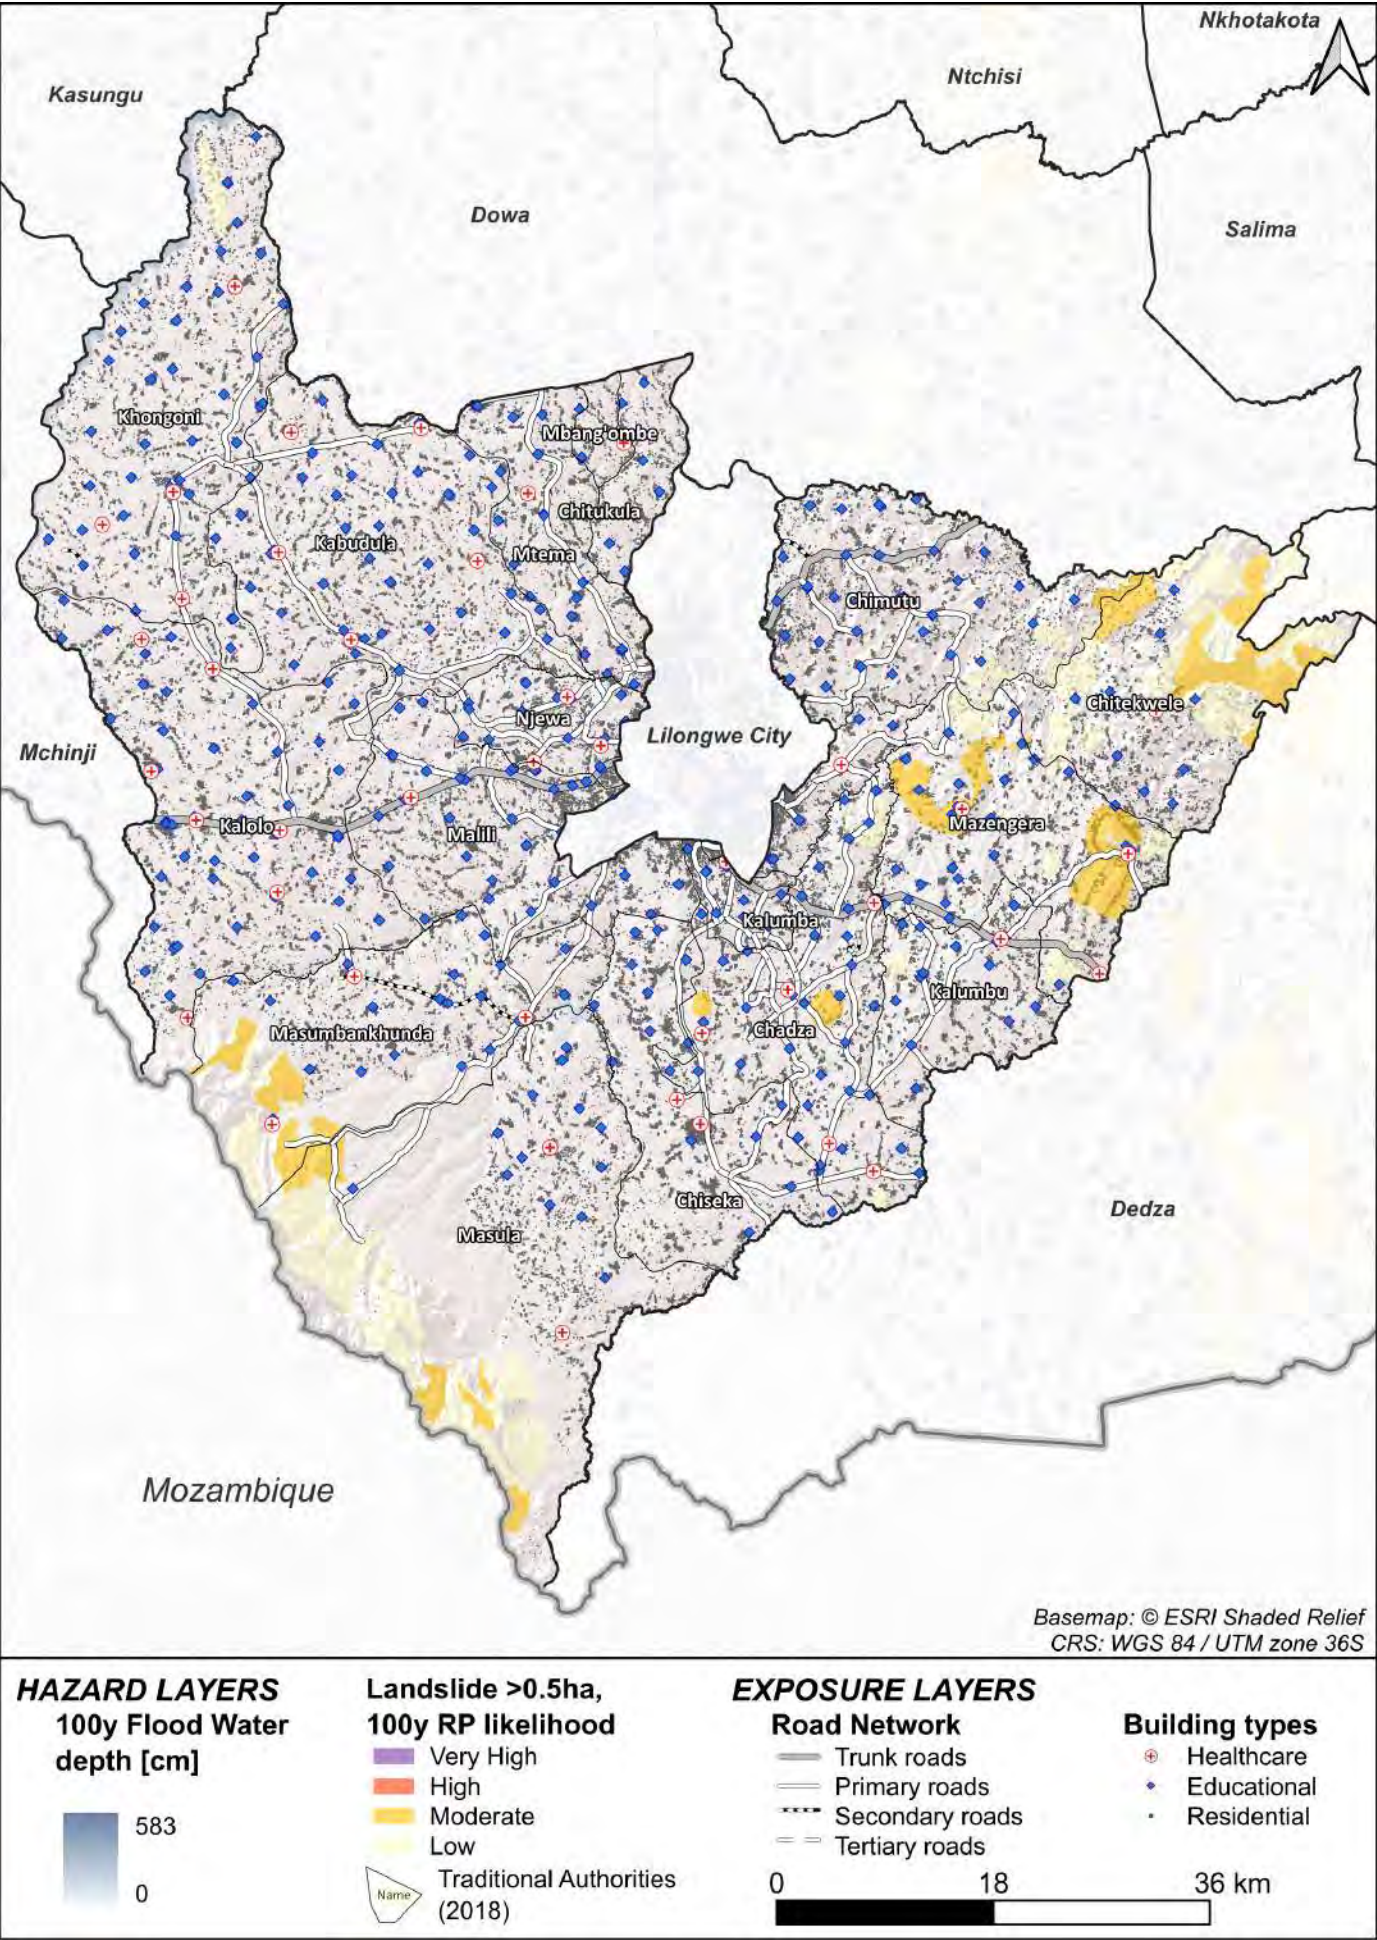 Nkhotakota
Kasungu
Ntchisi
Dowa
Salima
Khongoni
Mbang'ombe
Chitukula
Kabudula
Mtema
Chimutu
Chitekwele
Njewa
Lilongwe City
Mchinji
Kalolo
Malili
Mazengera
Kalumba
Kalumbu
Masumbankhunda
Chadza
Chiseka
Dedza
Masula
Mozambique
Basemap: © ESRI Shaded Relief
CRS: WGS 84 / UTM zone 36S
HAZARD LAYERS
100y Flood Water
depth [cm]
583
0
Landslide >0.5ha,
100y RP likelihood
Very High
High
Moderate
Low
Name
Traditional Authorities
(2018)
EXPOSURE LAYERS
Road Network
Trunk roads
Primary roads
Secondary roads
Tertiary roads
Building types
Healthcare
Educational
Residential
0 18 36 km